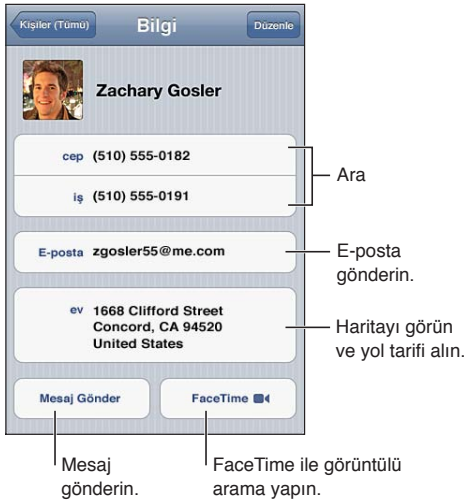 Kişiler (Tümü)
Bilgi
Düzenle
Zachary Gosler
cep (510) 555-0182
iş (510) 555-0191
Ara
E-posta zgosler55@me.com
E-posta
gönderin.
ev 1668 Clifford Street
Concord, CA 94520
United States
Haritayı görün
ve yol tarifi alın.
Mesaj Gönder
FaceTime
Mesaj
gönderin.
FaceTime ile görüntülü
arama yapın.